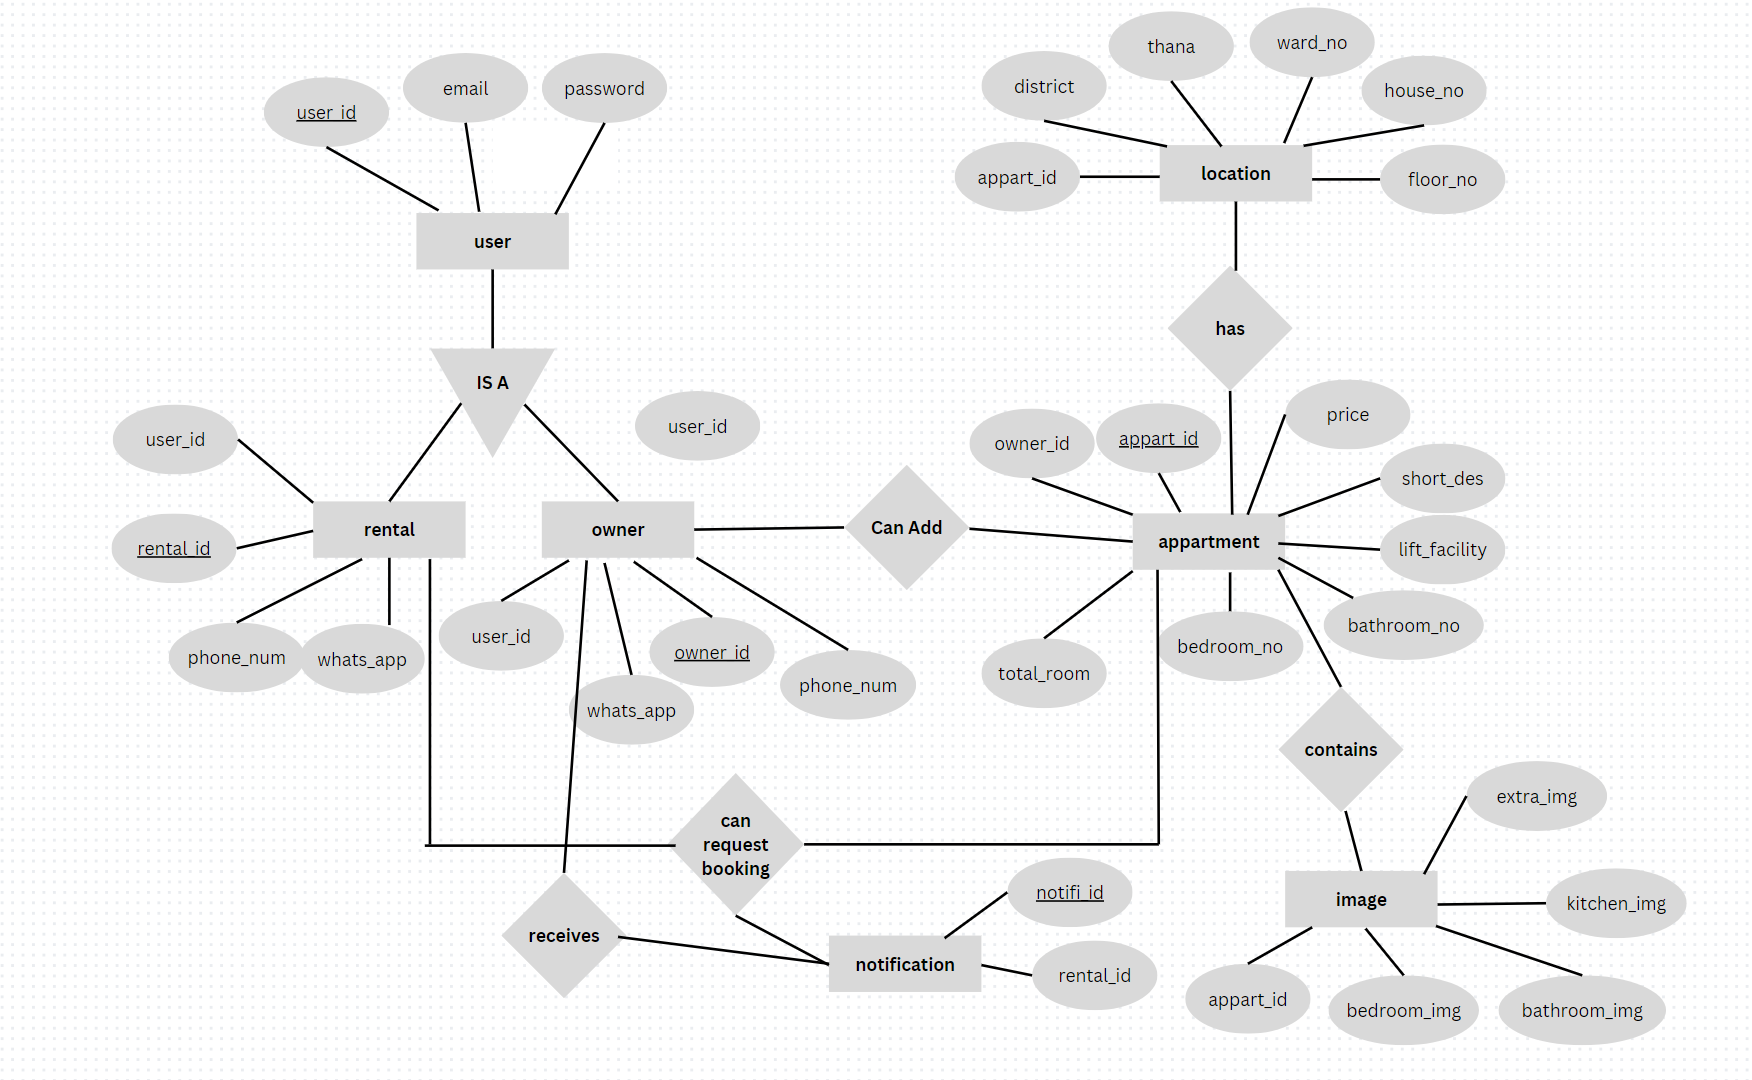 thana
ward_no
district
house_no
email
password
user_id
appart_id
location
floor_no
user
has
IS A
user_id
user_id
owner_id
appart_id
price
short_des
rental
owner
Can Add
appartment
rental_id
lift_facility
user_id
phone_num
whats_app
owner_id
phone_num
whats_app
total_room
bedroom_no
bathroom_no
contains
can
request
booking
extra_img
notifi_id
image
kitchen_img
receives
notification
rental_id
appart_id
bedroom_img
bathroom_img